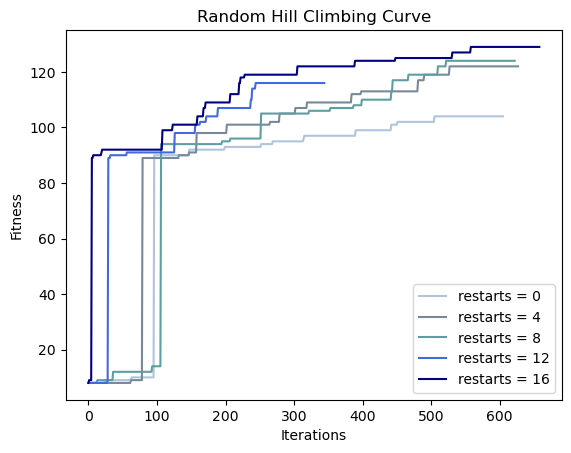 Random Hill Climbing Curve
Fitness
120
100
80
60
40
20
0
100
200
300
400
500
600
Iterations
restarts = 0
restarts = 4
restarts = 8
restarts = 12
restarts = 16